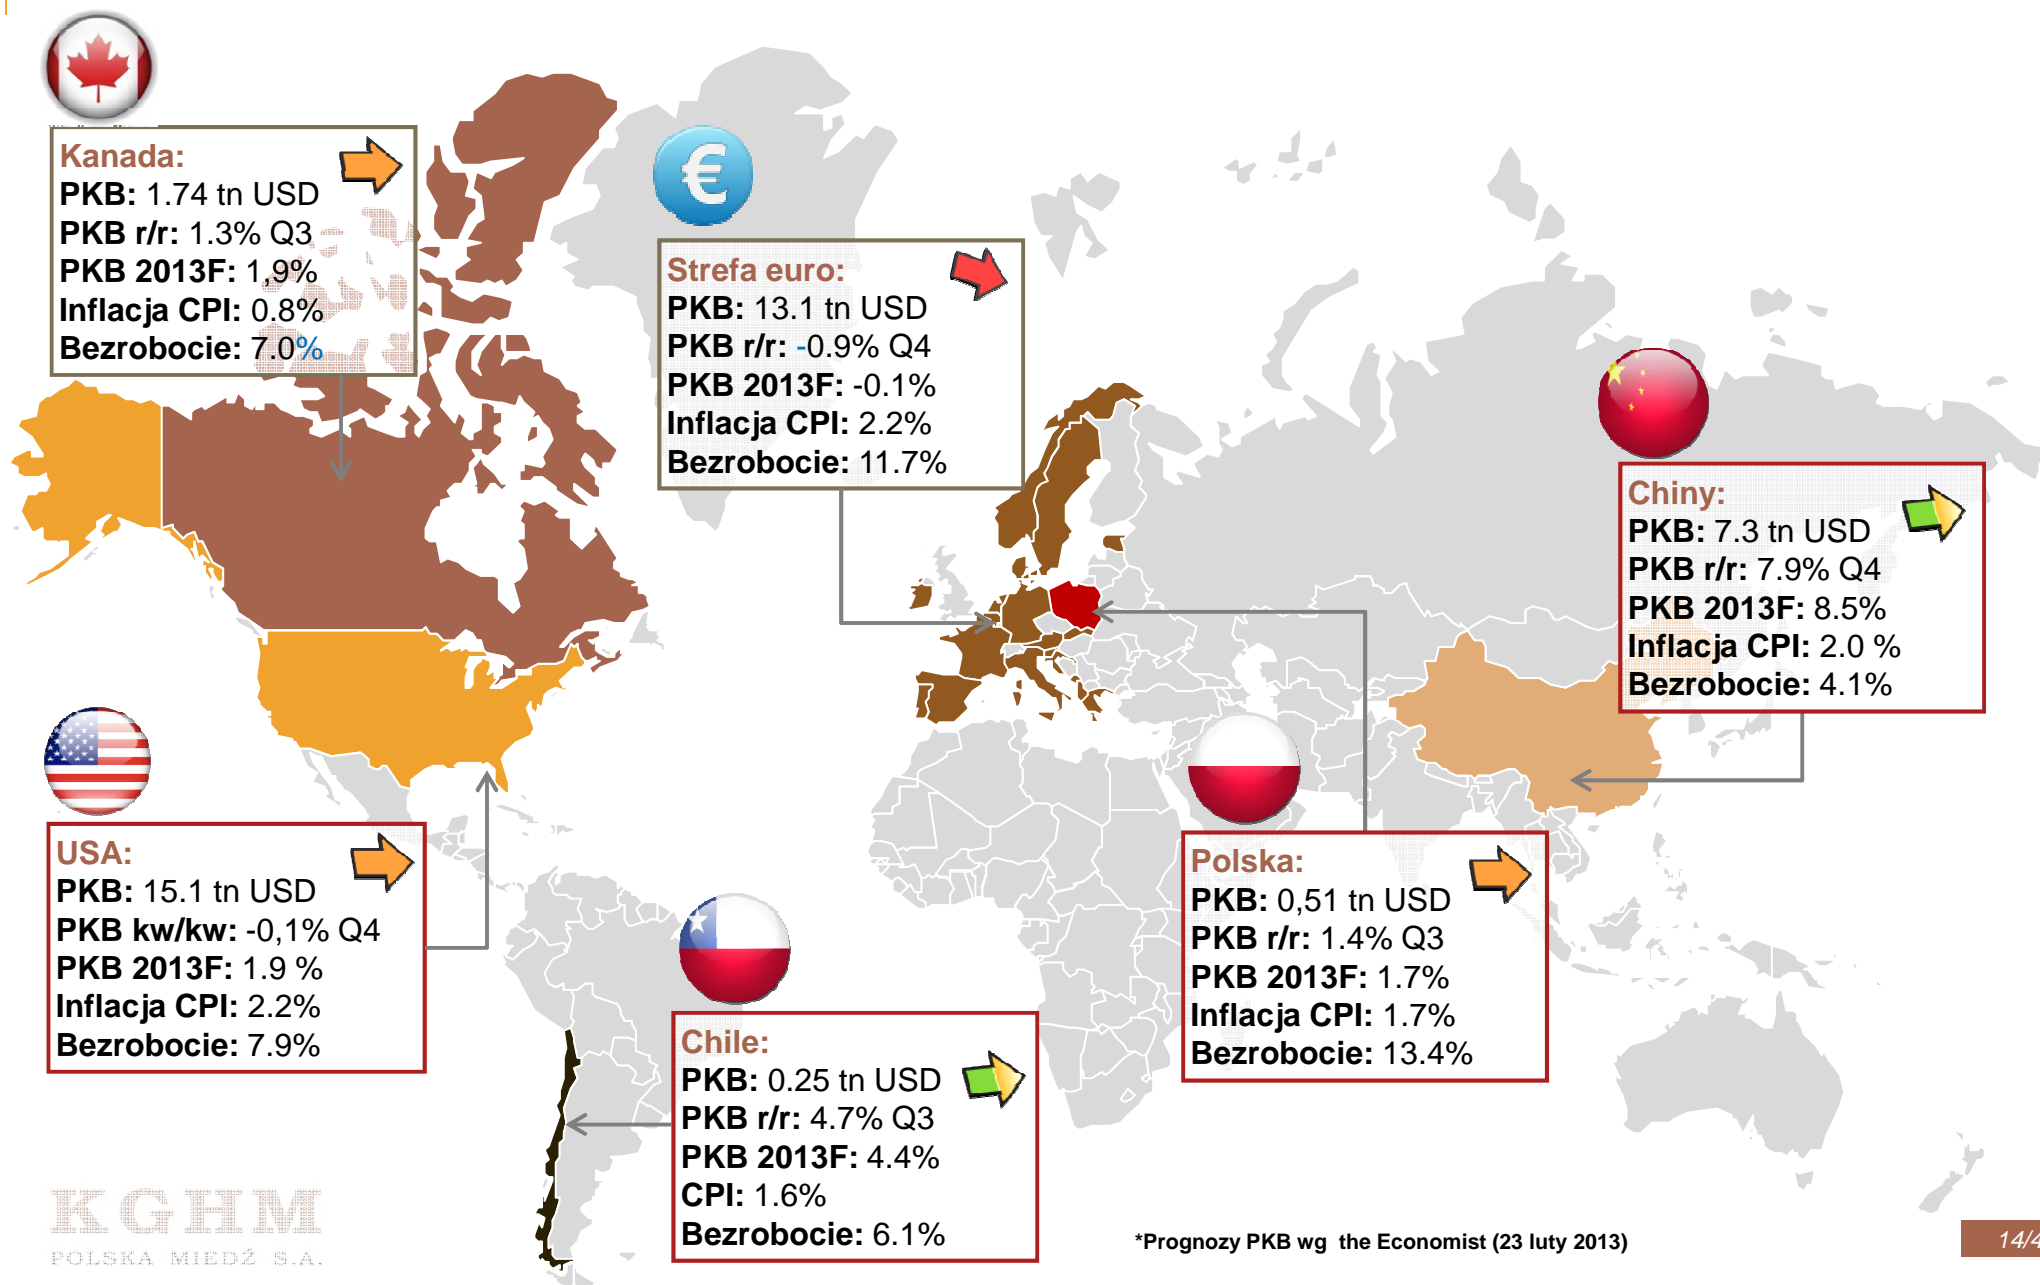 Kanada:
PKB: 1.74 tn USD
PKB r/r: 1.3% Q3
PKB 2013F: 1,9%
Inflacja CPI: 0.8%
Bezrobocie: 7.0%
Strefa euro:
PKB: 13.1 tn USD
PKB r/r: -0.9% Q4
PKB 2013F: -0.1%
Inflacja CPI: 2.2%
Bezrobocie: 11.7%
Chiny:
PKB: 7.3 tn USD
PKB r/r: 7.9% Q4
PKB 2013F: 8.5%
Inflacja CPI: 2.0 %
Bezrobocie: 4.1%
USA:
PKB: 15.1 tn USD
PKB kw/kw: -0,1% Q4
PKB 2013F: 1.9 %
Inflacja CPI: 2.2%
Bezrobocie: 7.9%
Polska:
PKB: 0,51 tn USD
PKB r/r: 1.4% Q3
PKB 2013F: 1.7%
Inflacja CPI: 1.7%
Bezrobocie: 13.4%
Chile:
PKB: 0.25 tn USD
PKB r/r: 4.7% Q3
PKB 2013F: 4.4%
CPI: 1.6%
Bezrobocie: 6.1%
KGHM
POLSKA MIEDŹ S.A.
*Prognozy PKB wg the Economist (23 luty 2013)
14/4
€